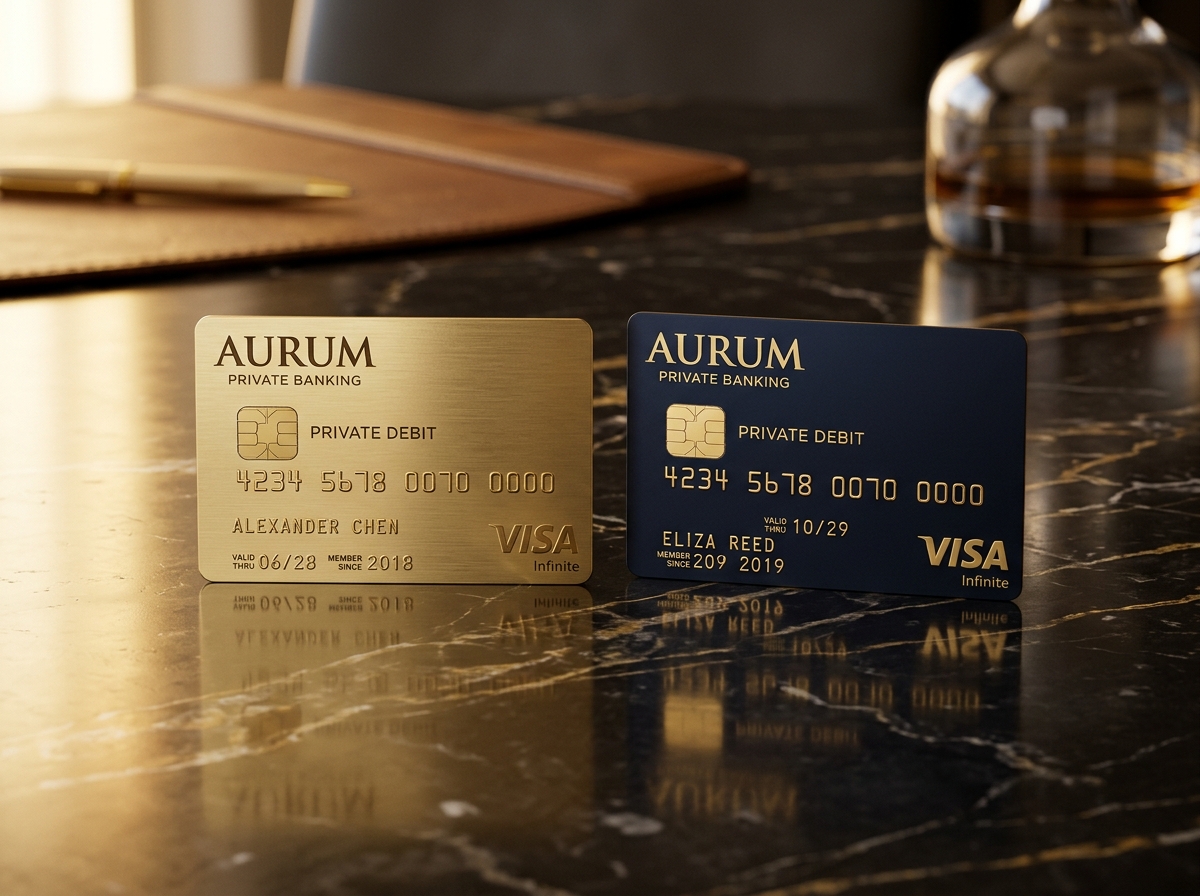 AURUM
PRIVATE BANKING
PRIVATE DEBIT
4234 5678 0070 0000
ALEXANDER CHEN
VALID THRU 06/28 MEMBER SINCE 2018
VISA
Infinite
AURUM
PRIVATE BANKING
PRIVATE DEBIT
4234 5678 0070 0000
VALID THRU 10/29
ELIZA REED
MEMBER SINCE 209 2019
VISA
Infinite